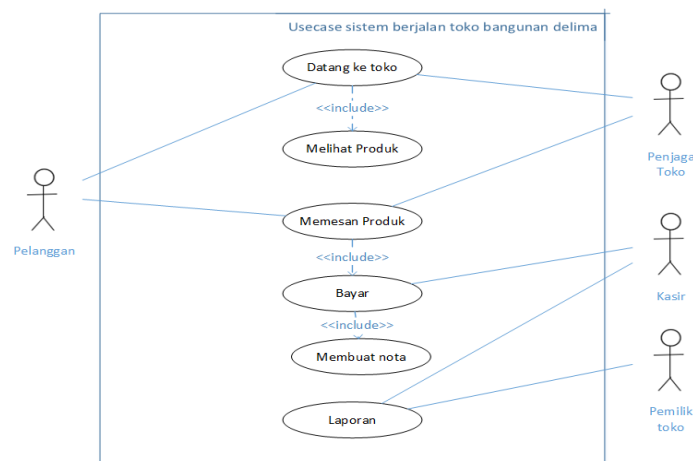 Usecase sistem berjalan toko bangunan delima
Datang ke toko
<<include>>
Melihat Produk
Penjaga
Toko
Memesan Produk
Pelanggan
<<include>>
Bayar
Kasir
<<include>>
Membuat nota
Laporan
Pemilik
toko